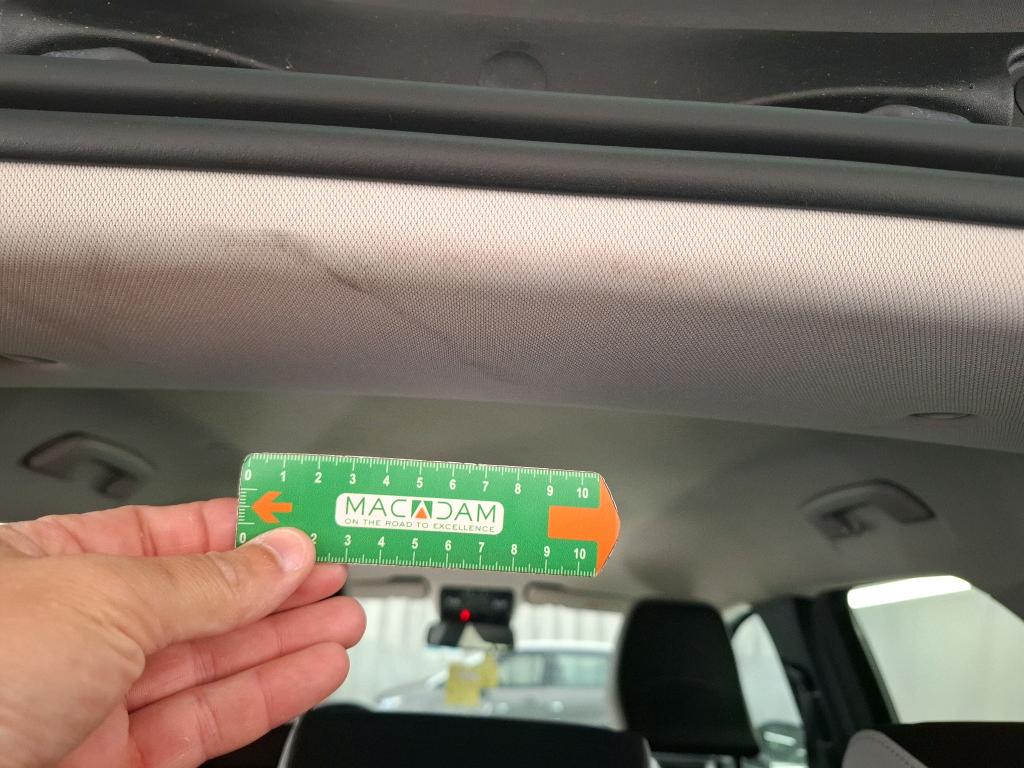 0 1 2 3 4 5 6 7 8 9 10
MACADAM
ON THE ROAD TO EXCELLENCE
0 2 3 4 5 6 7 8 9 10